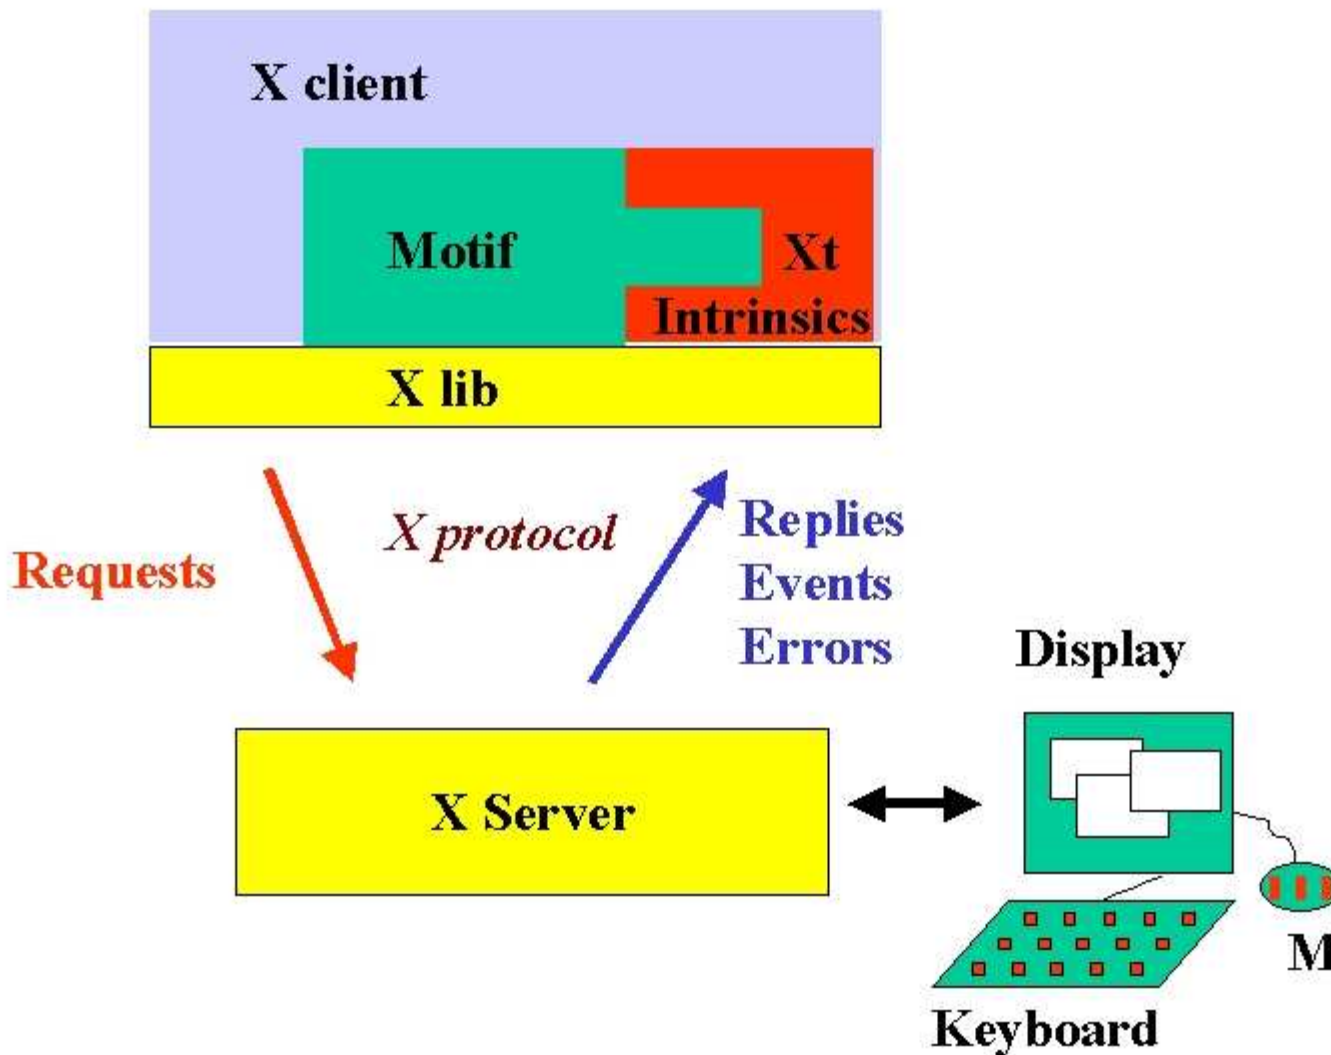 X client
Motif
Xt
Intrinsics
X lib
Requests
X protocol
Replies
Events
Errors
Display
X Server
M
Keyboard